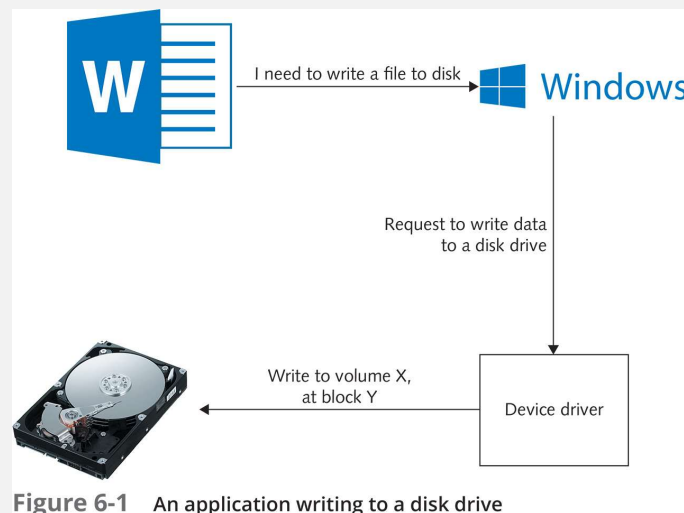 W
I need to write a file to disk
Windows
Request to write data
to a disk drive
Write to volume X,
at block Y
Device driver
Figure 6-1 An application writing to a disk drive